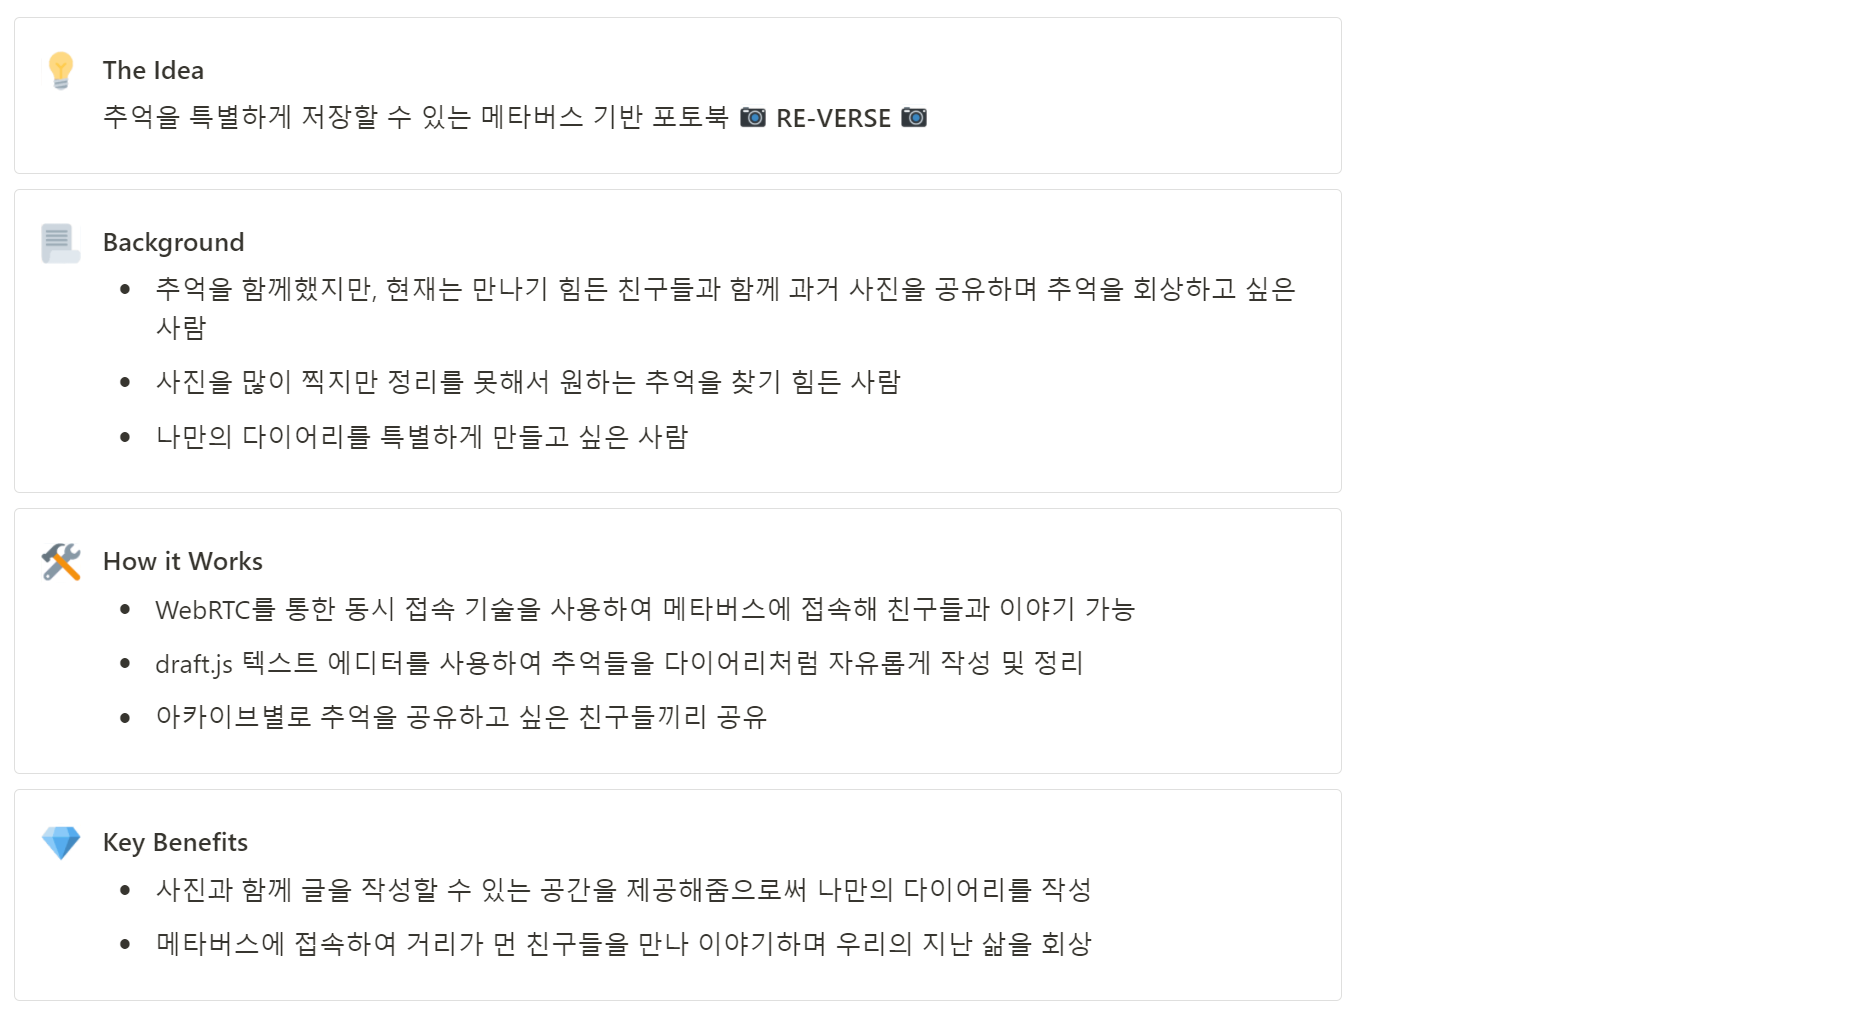 The Idea
추억을 특별하게 저장할 수 있는 메타버스 기반 포토북 📷 RE-VERSE 📷
Background
• 추억을 함께했지만, 현재는 만나기 힘든 친구들과 함께 과거 사진을 공유하며 추억을 회상하고 싶은
사람
• 사진을 많이 찍지만 정리를 못해서 원하는 추억을 찾기 힘든 사람
• 나만의 다이어리를 특별하게 만들고 싶은 사람
How it Works
• WebRTC를 통한 동시 접속 기술을 사용하여 메타버스에 접속해 친구들과 이야기 가능
• draft.js 텍스트 에디터를 사용하여 추억들을 다이어리처럼 자유롭게 작성 및 정리
• 아카이브별로 추억을 공유하고 싶은 친구들끼리 공유
Key Benefits
• 사진과 함께 글을 작성할 수 있는 공간을 제공해줌으로써 나만의 다이어리를 작성
• 메타버스에 접속하여 거리가 먼 친구들을 만나 이야기하며 우리의 지난 삶을 회상